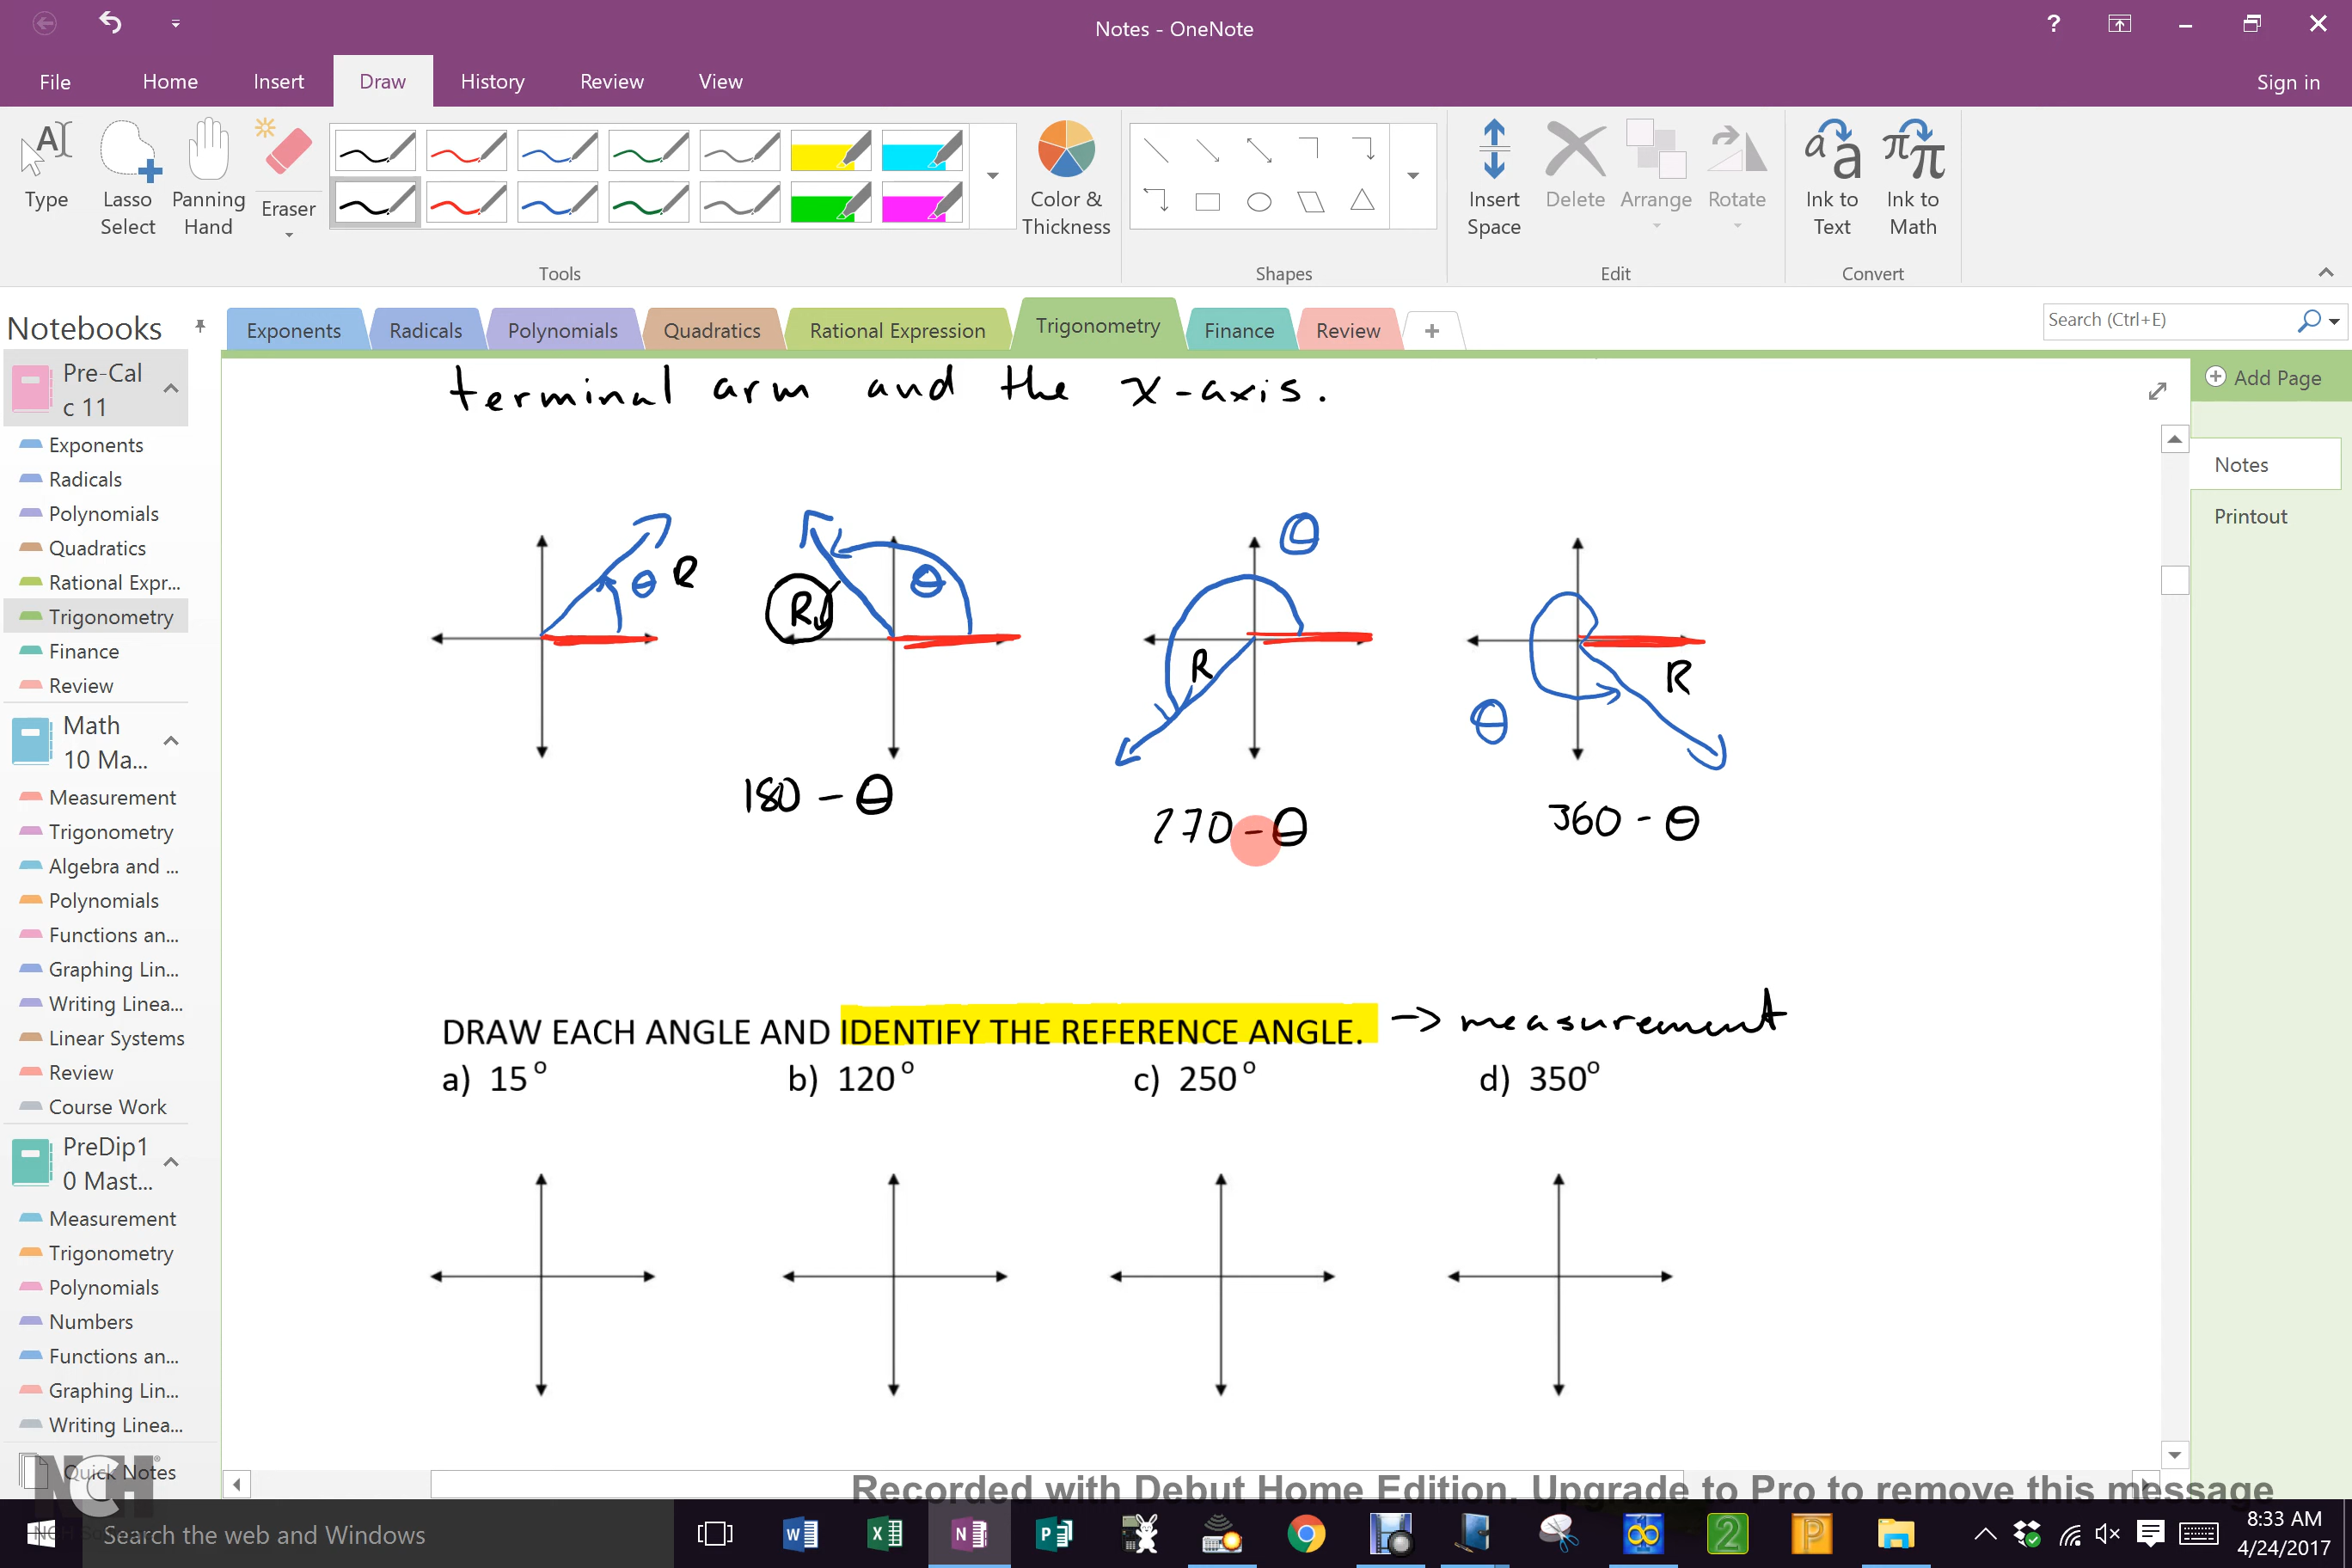 Notes - OneNote
?
File Home Insert Draw History Review View Sign in
Type
Lasso Select
Panning Hand
Eraser
Color & Thickness
Insert Space
Delete
Arrange
Rotate
Ink to Text
Ink to Math
Tools Shapes Edit Convert
Notebooks
Exponents Radicals Polynomials Quadratics Rational Expression Trigonometry Finance Review +
Search (Ctrl+E)
Pre-Cal
c 11
Exponents
Radicals
Polynomials
Quadratics
Rational Expr...
Trigonometry
Finance
Review
Math
10 Ma...
Measurement
Trigonometry
Algebra and ...
Polynomials
Functions an...
Graphing Lin...
Writing Linea...
Linear Systems
Review
Course Work
PreDip1
0 Mast...
Measurement
Trigonometry
Polynomials
Numbers
Functions an...
Graphing Lin...
Writing Linea...
Quick Notes
Add Page
Notes
Printout
terminal arm and the x-axis.
θ R
R θ
θ R
R θ
180 - θ
270 - θ
360 - θ
DRAW EACH ANGLE AND IDENTIFY THE REFERENCE ANGLE. -> measurement
a) 15° b) 120° c) 250° d) 350°
NCH
Recorded with Debut Home Edition. Upgrade to Pro to remove this message
Search the web and Windows
8:33 AM
4/24/2017